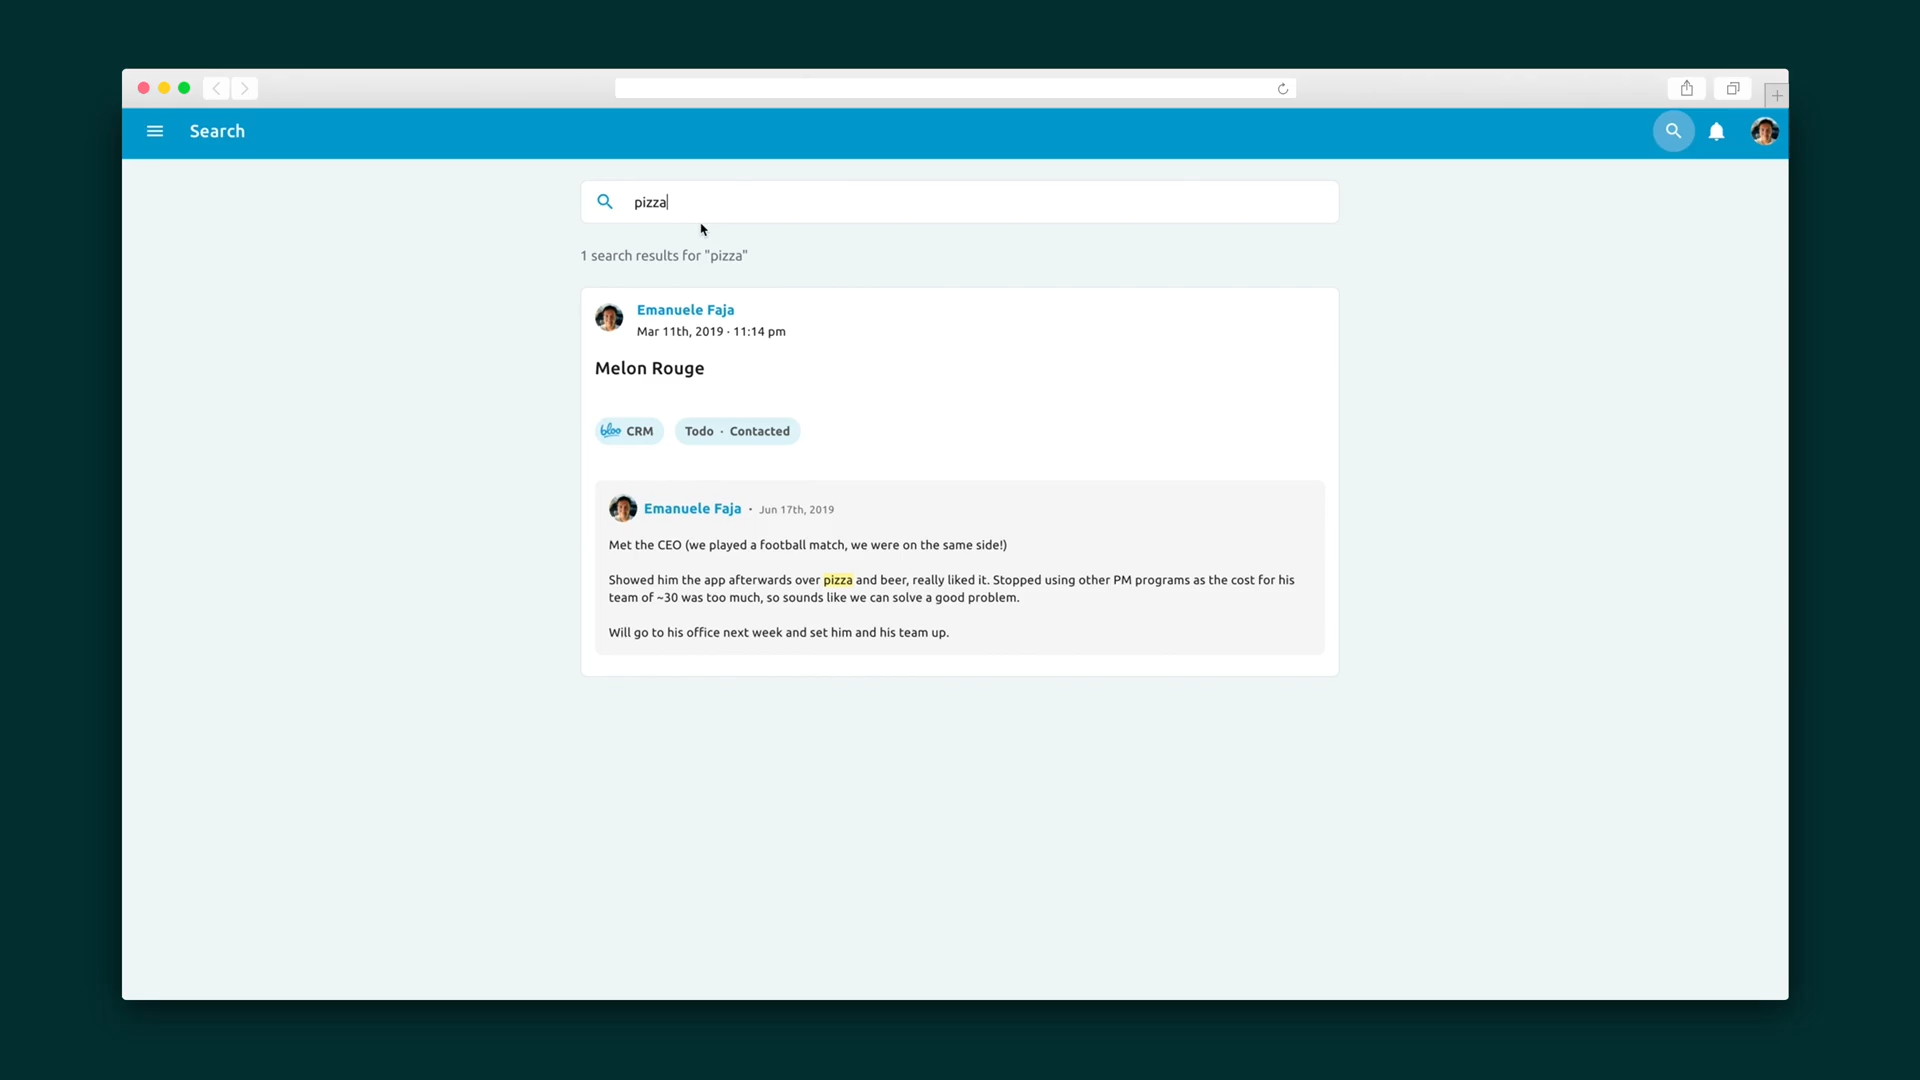 Search
pizza
1 search results for "pizza"
Emanuele Faja
Mar 11th, 2019 · 11:14 pm
Melon Rouge
bloo CRM
Todo · Contacted
Emanuele Faja · Jun 17th, 2019
Met the CEO (we played a football match, we were on the same side!)
Showed him the app afterwards over pizza and beer, really liked it. Stopped using other PM programs as the cost for his
team of ~30 was too much, so sounds like we can solve a good problem.
Will go to his office next week and set him and his team up.